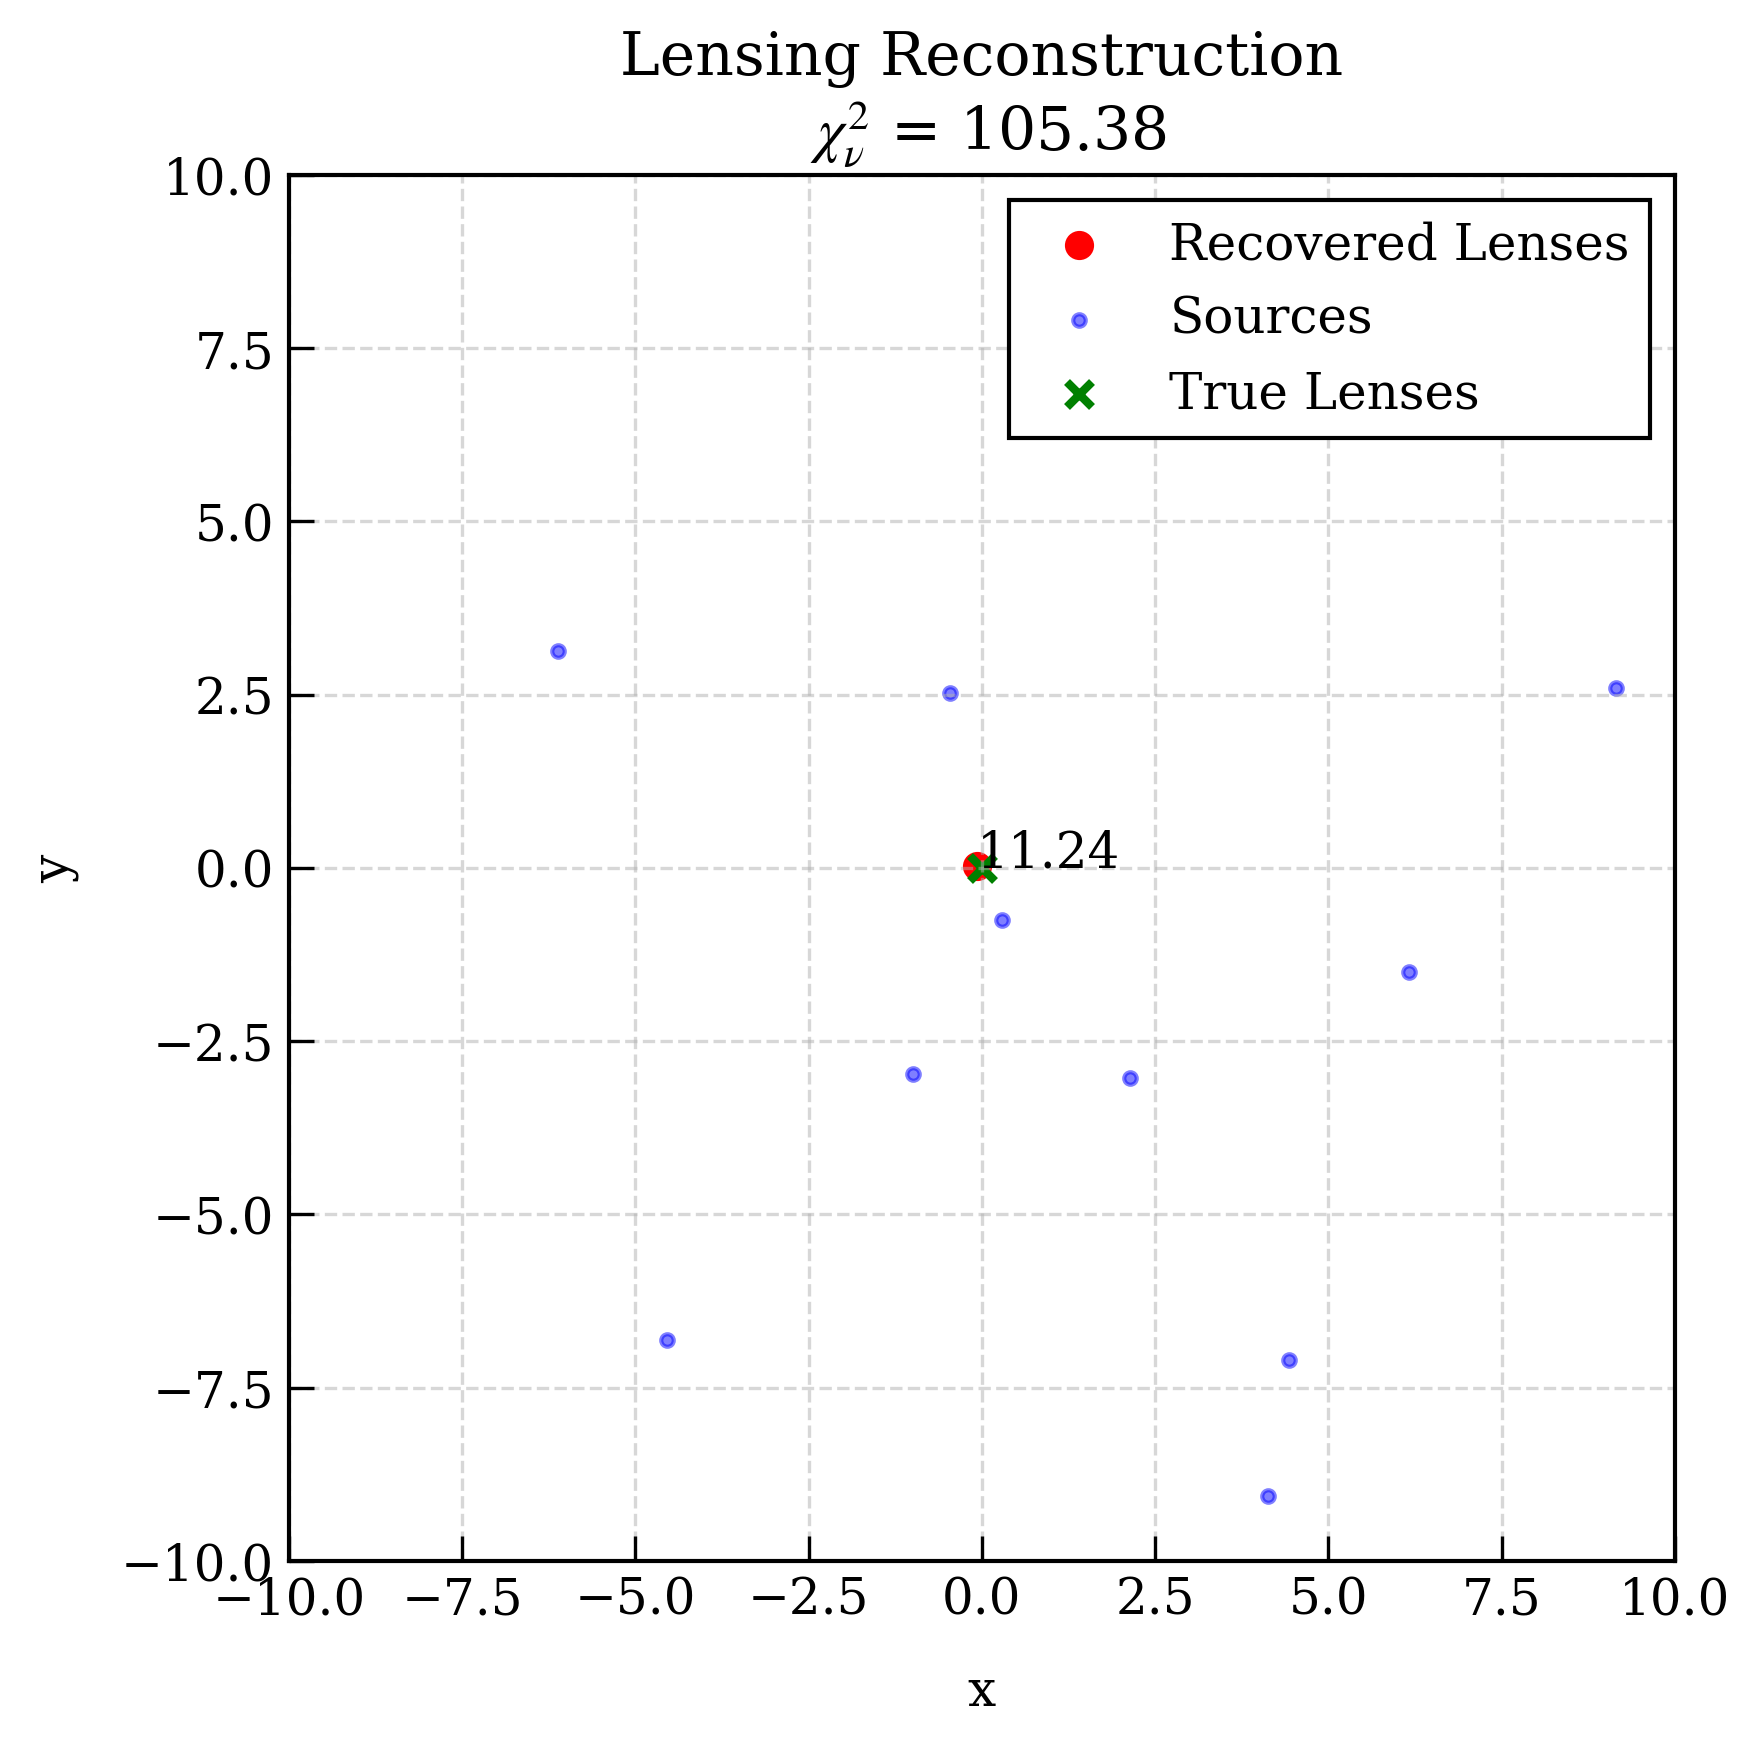 Lensing Reconstruction
χ²ᵥ = 105.38
Recovered Lenses
Sources
True Lenses
10.0
7.5
5.0
2.5
0.0
−2.5
−5.0
−7.5
−10.0
11.24
y
−10.0 −7.5 −5.0 −2.5 0.0 2.5 5.0 7.5 10.0
x